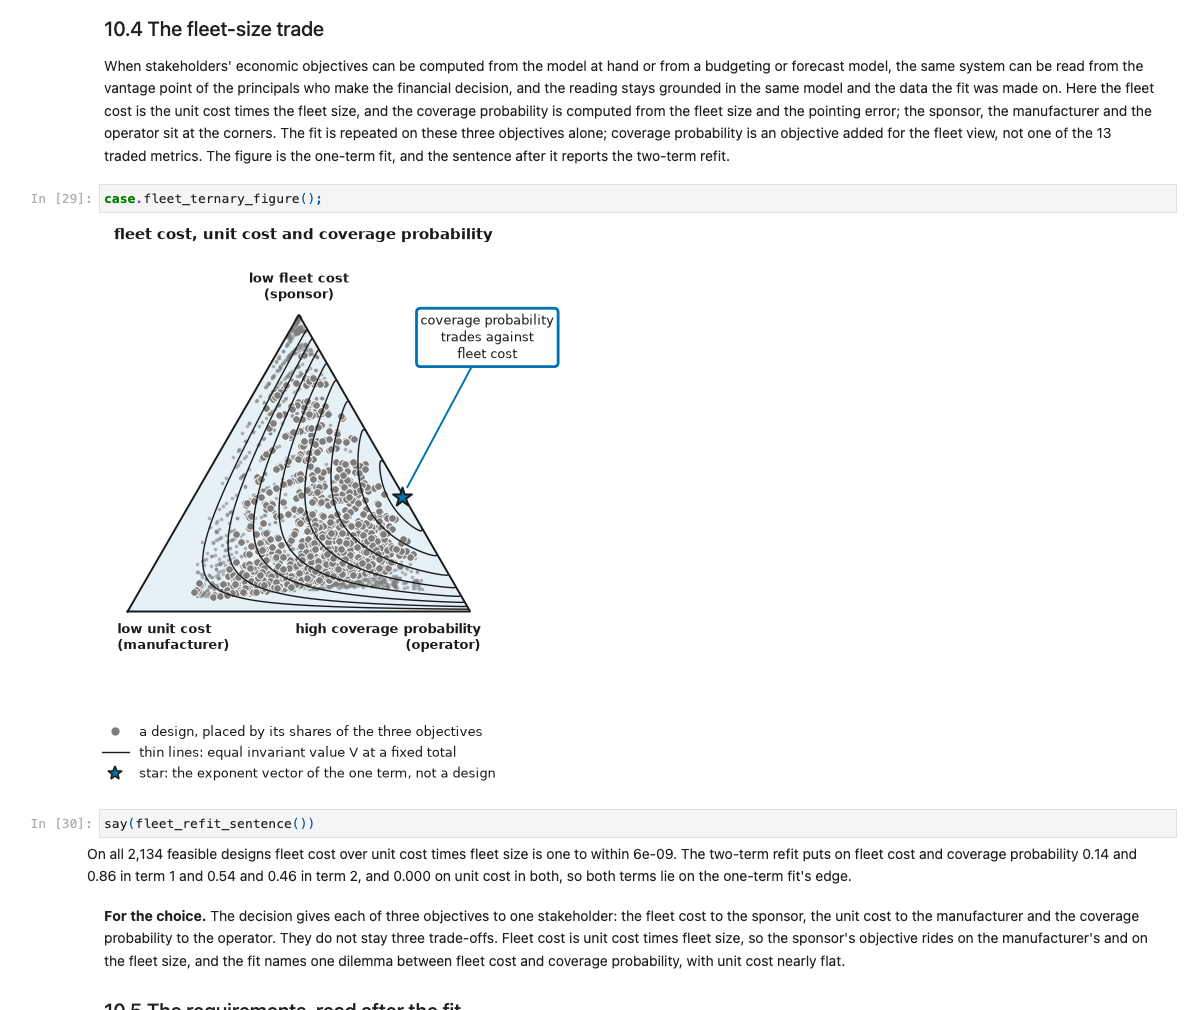 10.4 The fleet-size trade
When stakeholders' economic objectives can be computed from the model at hand or from a budgeting or forecast model, the same system can be read from the
vantage point of the principals who make the financial decision, and the reading stays grounded in the same model and the data the fit was made on. Here the fleet
cost is the unit cost times the fleet size, and the coverage probability is computed from the fleet size and the pointing error; the sponsor, the manufacturer and the
operator sit at the corners. The fit is repeated on these three objectives alone; coverage probability is an objective added for the fleet view, not one of the 13
traded metrics. The figure is the one-term fit, and the sentence after it reports the two-term refit.
In [29]: case.fleet_ternary_figure();
fleet cost, unit cost and coverage probability
low fleet cost
(sponsor)
coverage probability
trades against
fleet cost
low unit cost
(manufacturer)
high coverage probability
(operator)
a design, placed by its shares of the three objectives
thin lines: equal invariant value V at a fixed total
star: the exponent vector of the one term, not a design
In [30]: say(fleet_refit_sentence())
On all 2,134 feasible designs fleet cost over unit cost times fleet size is one to within 6e-09. The two-term refit puts on fleet cost and coverage probability 0.14 and
0.86 in term 1 and 0.54 and 0.46 in term 2, and 0.000 on unit cost in both, so both terms lie on the one-term fit's edge.
For the choice. The decision gives each of three objectives to one stakeholder: the fleet cost to the sponsor, the unit cost to the manufacturer and the coverage
probability to the operator. They do not stay three trade-offs. Fleet cost is unit cost times fleet size, so the sponsor's objective rides on the manufacturer's and on
the fleet size, and the fit names one dilemma between fleet cost and coverage probability, with unit cost nearly flat.
10.5 The requirements, read after the fit